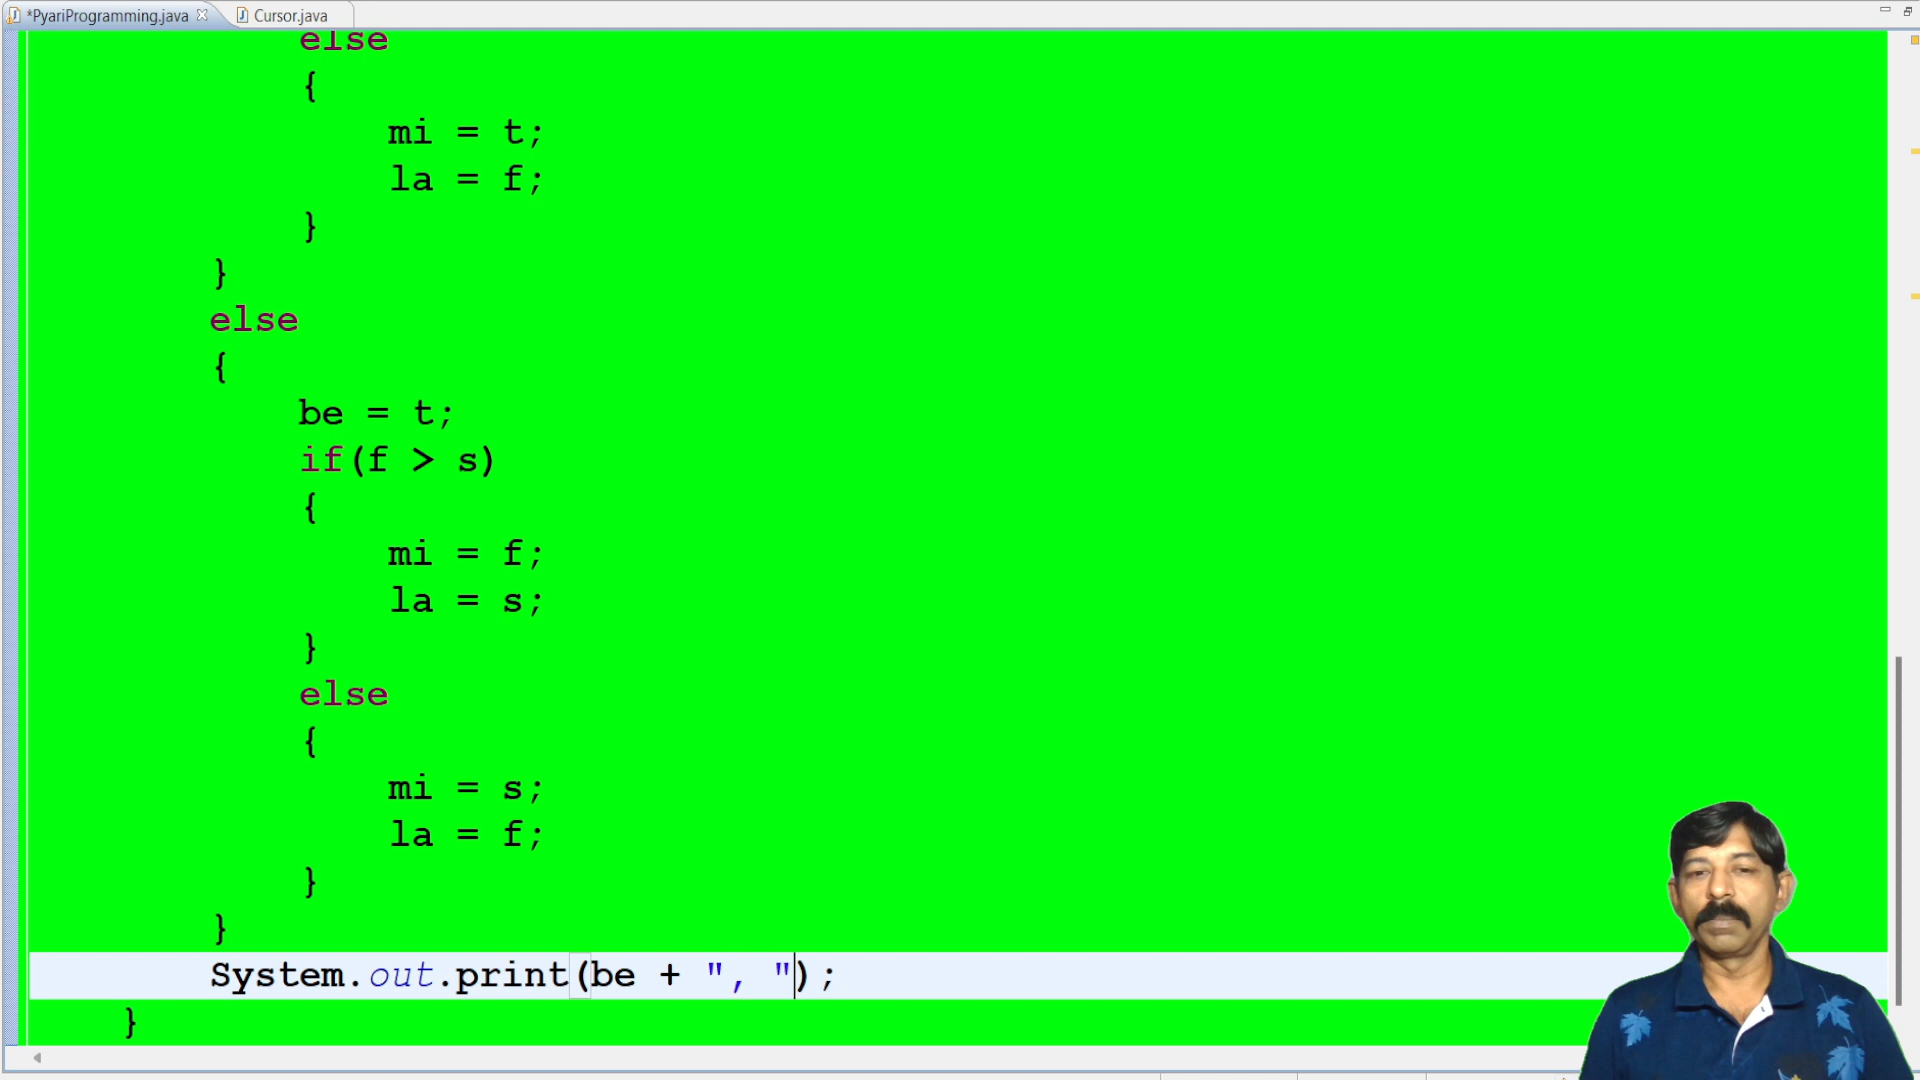 *PyariProgramming.java
Cursor.java
else
{
mi = t;
la = f;
}
}
else
{
be = t;
if(f > s)
{
mi = f;
la = s;
}
else
{
mi = s;
la = f;
}
}
System.out.print(be + ", ");
}